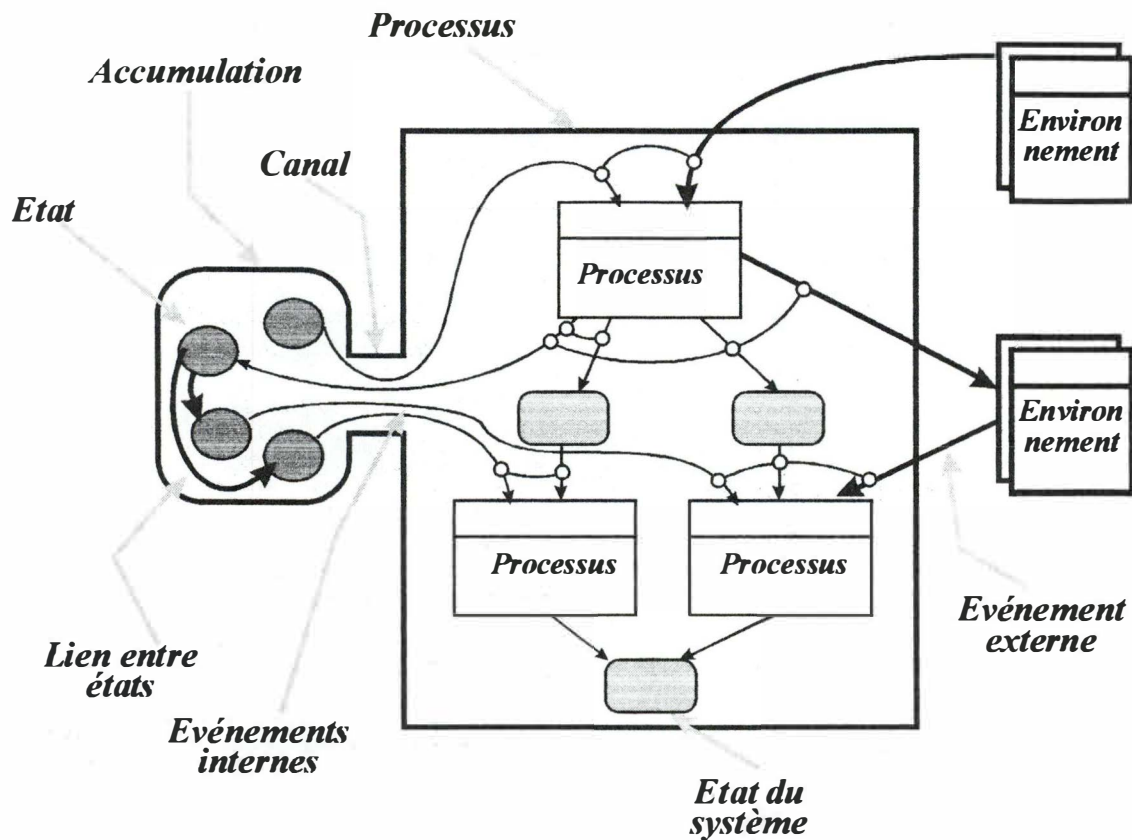 Processus
Accumulation
Canal
Etat
Environ
nement
Processus
Environ
nement
Processus
Processus
Lien entre
états
Evénements
internes
Evénement
externe
Etat du
système